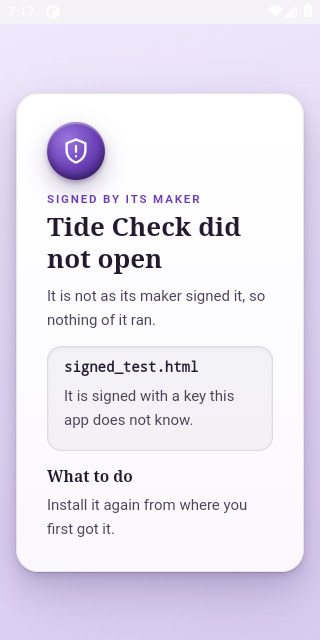 7:17
SIGNED BY ITS MAKER
Tide Check did
not open
It is not as its maker signed it, so
nothing of it ran.
signed_test.html
It is signed with a key this
app does not know.
What to do
Install it again from where you
first got it.